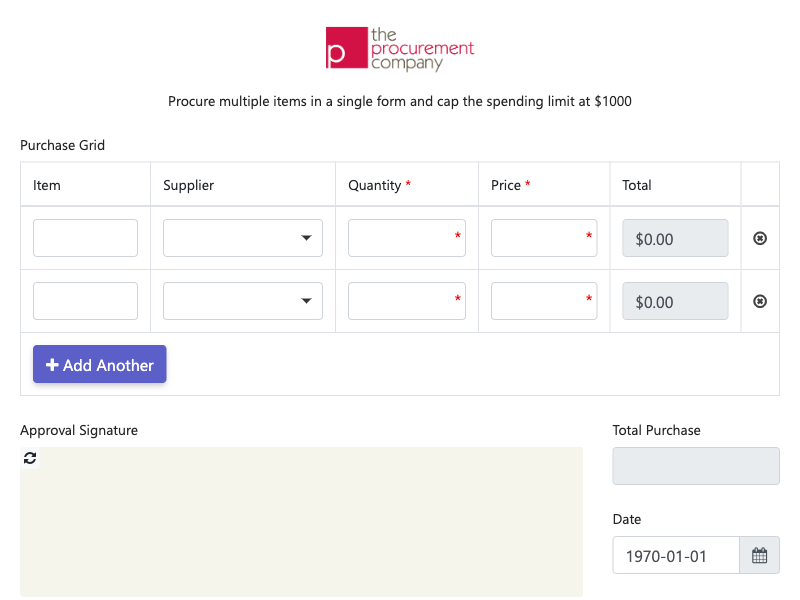 the
procurement
company
p
Procure multiple items in a single form and cap the spending limit at $1000
Purchase Grid
Item Supplier Quantity * Price * Total
* * $0.00
* * $0.00
Add Another
Approval Signature Total Purchase
Date
1970-01-01